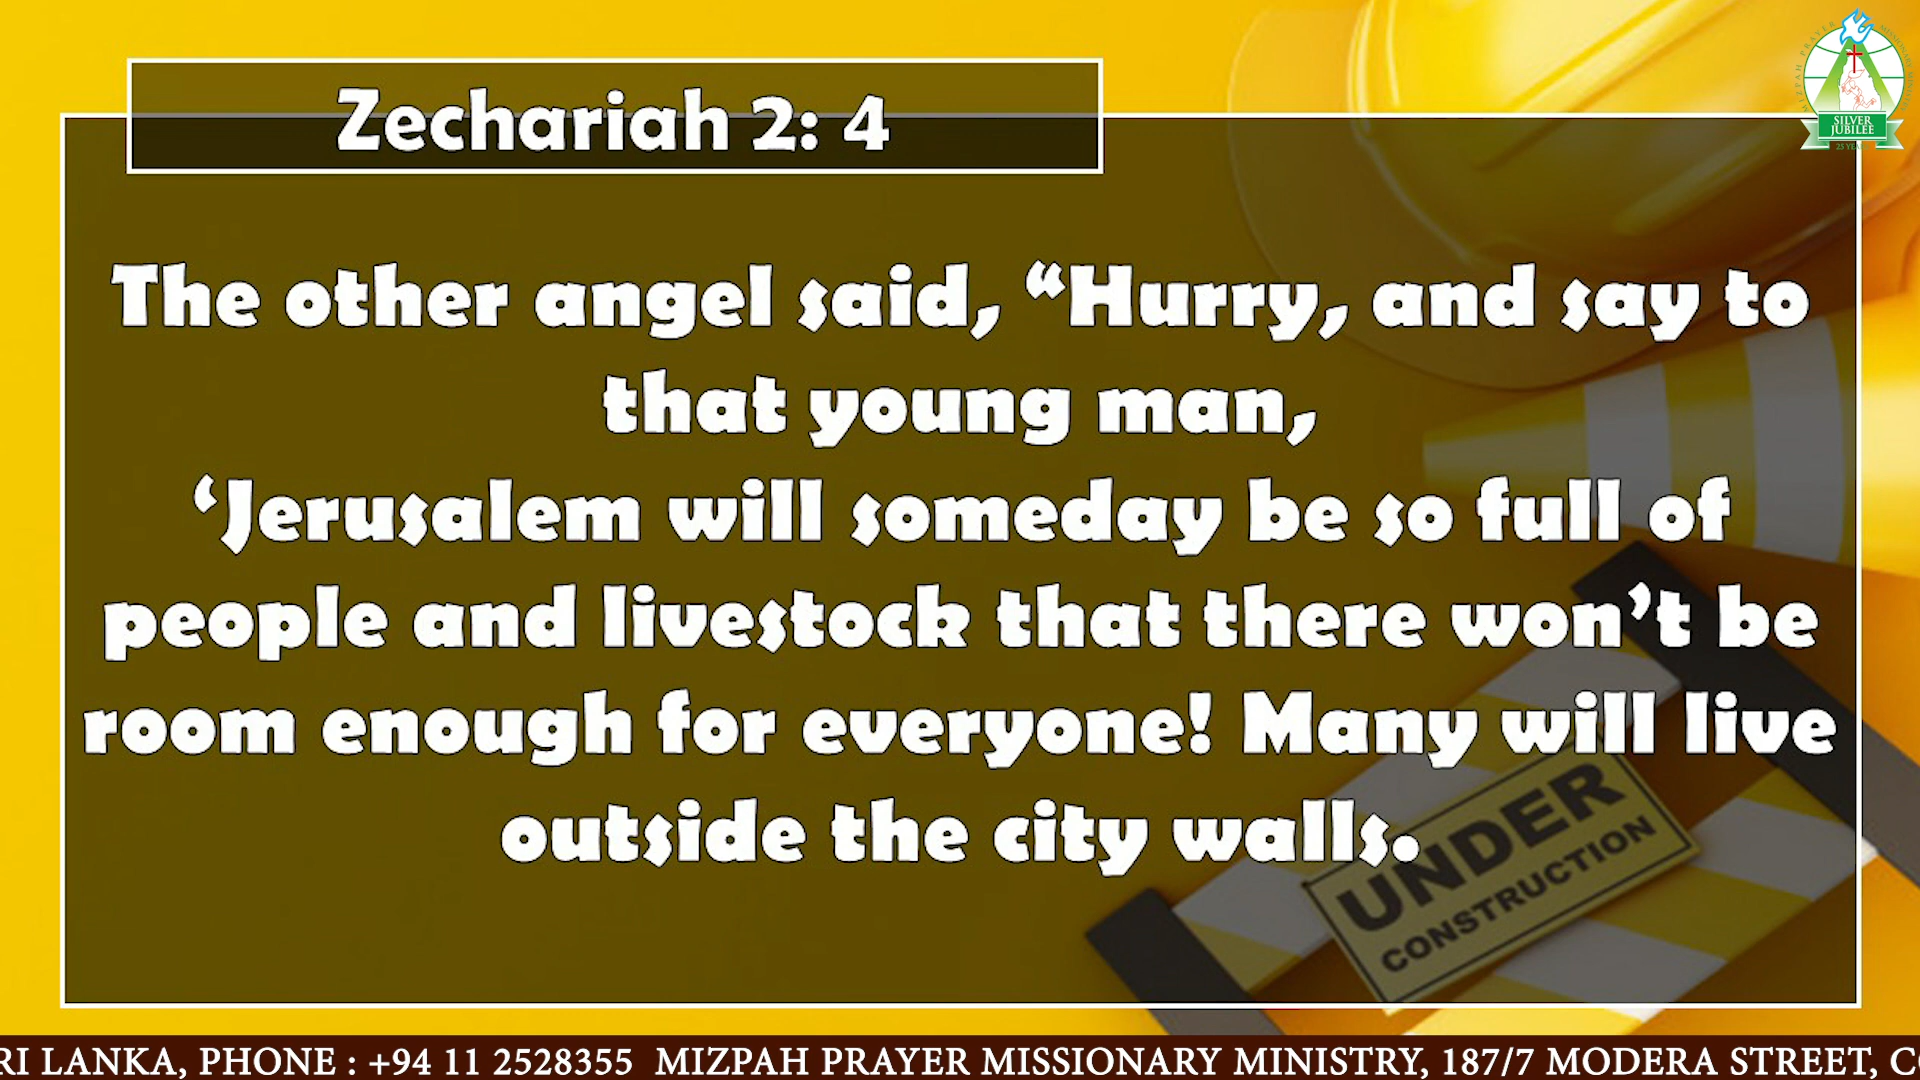 Zechariah 2: 4
The other angel said, “Hurry, and say to
that young man,
‘Jerusalem will someday be so full of
people and livestock that there won’t be
room enough for everyone! Many will live
outside the city walls.
UNDER
CONSTRUCTION
SILVER
JUBILEE
RI LANKA, PHONE : +94 11 2528355 MIZPAH PRAYER MISSIONARY MINISTRY, 187/7 MODERA STREET, CO